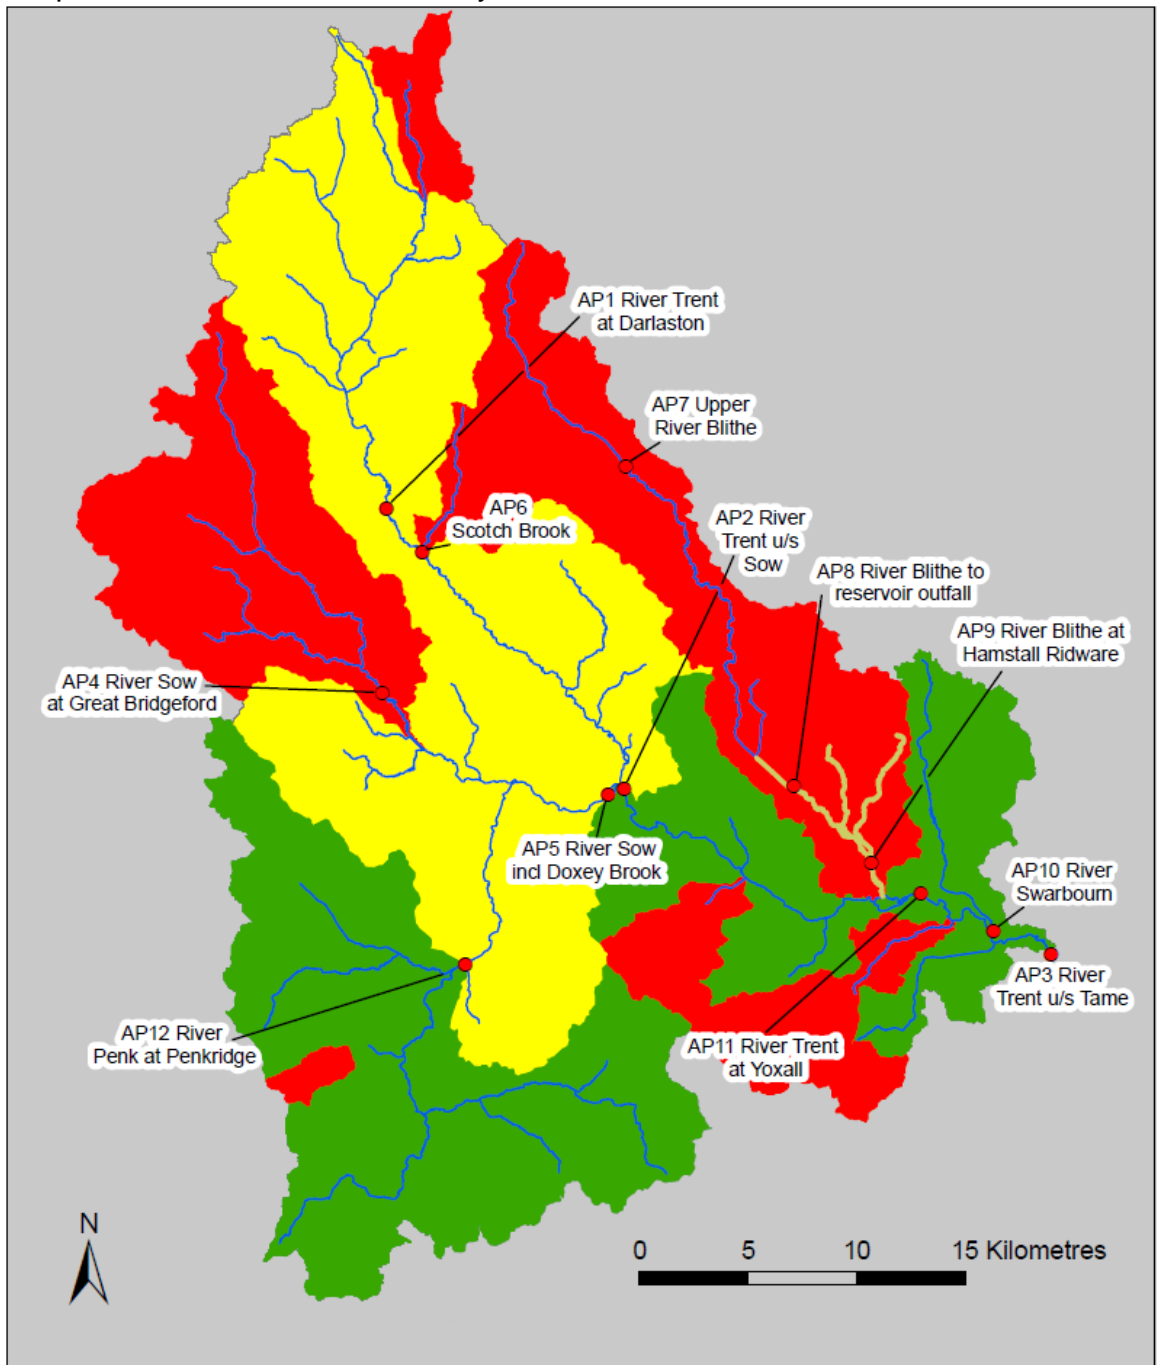 AP1 River Trent
at Darlaston
AP7 Upper
River Blithe
AP6
Scotch Brook
AP2 River
Trent u/s
Sow
AP8 River Blithe to
reservoir outfall
AP9 River Blithe at
Hamstall Ridware
AP4 River Sow
at Great Bridgeford
AP5 River Sow
incl Doxey Brook
AP10 River
Swarbourn
AP3 River
Trent u/s Tame
AP12 River
Penk at Penkridge
AP11 River Trent
at Yoxall
N
0 5 10 15 Kilometres